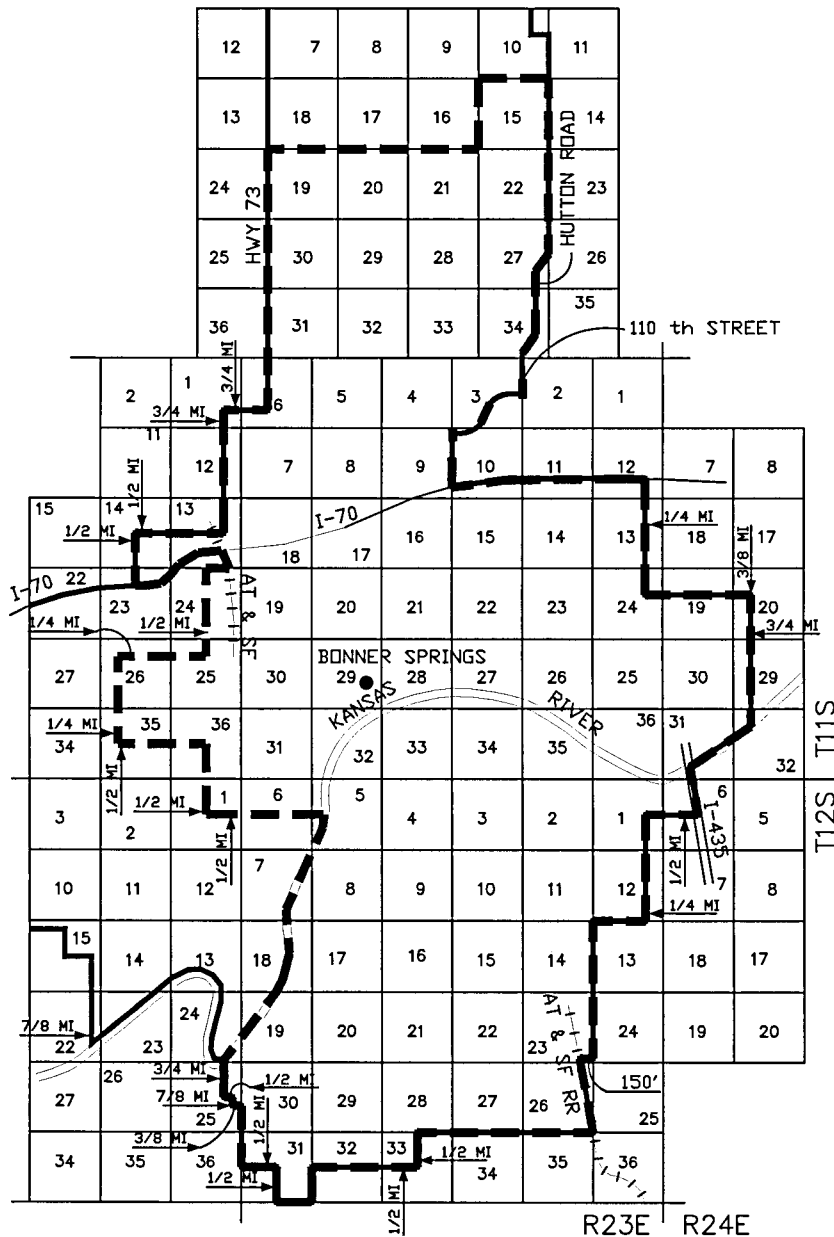 12 7 8 9 10 11
13 18 17 16 15 14
24 19 20 21 22 23
HWY 73
HUTTON ROAD
25 30 29 28 27 26
36 31 32 33 34 35
110 th STREET
2 1 3/4 MI 6 5 4 3 2 1
3/4 MI
11 12 7 8 9 10 11 12 7 8
1/2 MI
15 14 13 I-70 16 15 14 13 18 17
1/2 MI
1/4 MI
18 17
3/8 MI
I-70 22
23 24 19 20 21 22 23 24 19 20
AT & SF
1/4 MI
1/2 MI
3/4 MI
BONNER SPRINGS
27 26 25 30 29 28 27 26 25 30 29
KANSAS
RIVER
1/4 MI
34 35 36 31 32 33 34 35 36 31 32
T11S
1/2 MI
1/2 MI
3 2 1 6 5 4 3 2 1 6 5
T12S
1/2 MI
1/2 MI
I-435
10 11 12 7 8 9 10 11 12 7 8
1/4 MI
15 14 13 18 17 16 15 14 13 18 17
7/8 MI
22 23 24 19 20 21 22 23 24 19 20
AT & SF RR
3/4 MI
1/2 MI
150'
27 26 25 30 29 28 27 26 25
7/8 MI
3/8 MI
1/2 MI
1/2 MI
34 35 36 31 32 33 34 35 36
1/2 MI
1/2 MI
R23E R24E